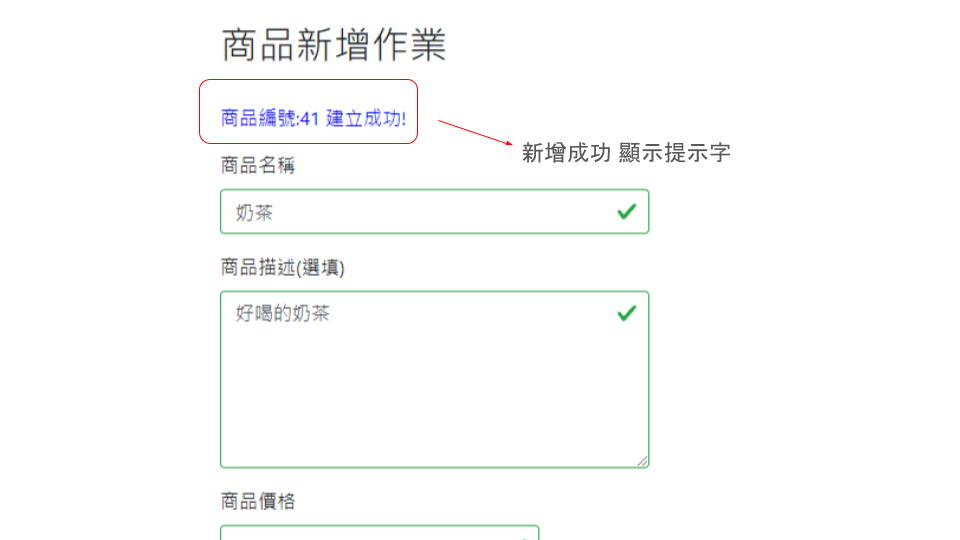 商品新增作業
商品編號:41 建立成功!
新增成功 顯示提示字
商品名稱
奶茶
商品描述(選填)
好喝的奶茶
商品價格